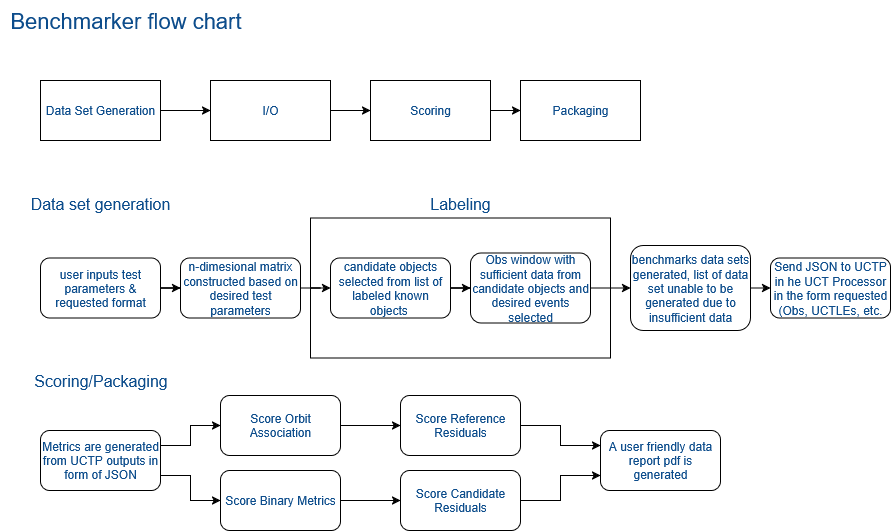 Benchmarker flow chart
Data Set Generation
I/O
Scoring
Packaging
Data set generation
Labeling
user inputs test
parameters &
requested format
n-dimesional matrix
constructed based on
desired test
parameters
candidate objects
selected from list of
labeled known
objects
Obs window with
sufficient data from
candidate objects and
desired events
selected
benchmarks data sets
generated, list of data
set unable to be
generated due to
insufficient data
Send JSON to UCTP
in he UCT Processor
in the form requested
(Obs, UCTLEs, etc.
Scoring/Packaging
Metrics are generated
from UCTP outputs in
form of JSON
Score Orbit
Association
Score Reference
Residuals
Score Binary Metrics
Score Candidate
Residuals
A user friendly data
report pdf is
generated